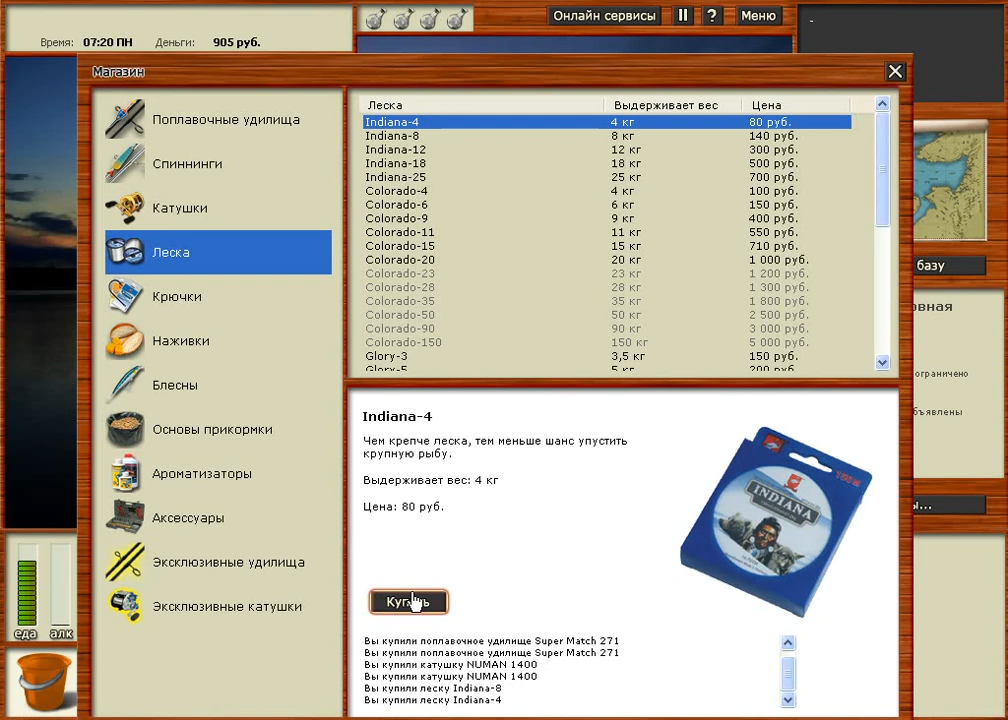 Онлайн сервисы
?
Меню
-
Время: 07:20 ПН Деньги: 905 руб.
Магазин
Поплавочные удилища
Спиннинги
Катушки
Леска
Крючки
Наживки
Блесны
Основы прикормки
Ароматизаторы
Аксессуары
Эксклюзивные удилища
Эксклюзивные катушки
Леска Выдерживает вес Цена
Indiana-4 4 кг 80 руб.
Indiana-8 8 кг 140 руб.
Indiana-12 12 кг 300 руб.
Indiana-18 18 кг 500 руб.
Indiana-25 25 кг 700 руб.
Colorado-4 4 кг 100 руб.
Colorado-6 6 кг 150 руб.
Colorado-9 9 кг 400 руб.
Colorado-11 11 кг 550 руб.
Colorado-15 15 кг 710 руб.
Colorado-20 20 кг 1 000 руб.
Colorado-23 23 кг 1 200 руб.
Colorado-28 28 кг 1 300 руб.
Colorado-35 35 кг 1 800 руб.
Colorado-50 50 кг 2 500 руб.
Colorado-90 90 кг 3 000 руб.
Colorado-150 150 кг 5 000 руб.
Glory-3 3,5 кг 150 руб.
Glory-5 5 кг 200 руб.
базу
вная
ограничено
бъявлены
ы...
Indiana-4
Чем крепче леска, тем меньше шанс упустить
крупную рыбу.
Выдерживает вес: 4 кг
Цена: 80 руб.
INDIANA
Вы купили поплавочное удилище Super Match 271
Вы купили поплавочное удилище Super Match 271
Вы купили катушку NUMAN 1400
Вы купили катушку NUMAN 1400
Вы купили леску Indiana-8
Вы купили леску Indiana-4
еда алк